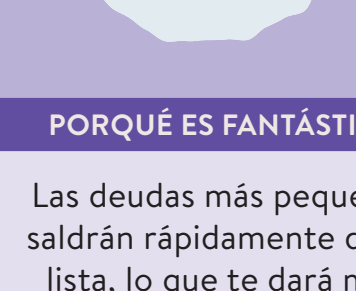 PORQUÉ ES FANTÁSTI
Las deudas más peque
saldrán rápidamente d
lista, lo que te dará